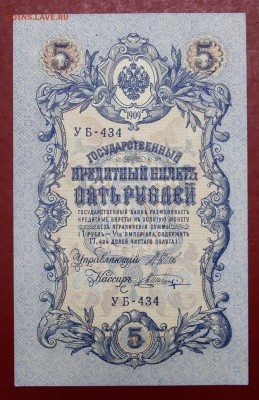 COINS.LAVE.RU
5 5
1909
УБ-434
ГОСУДАРСТВЕННЫЙ
КРЕДИТНЫЙ БИЛЕТЪ
ПЯТЬ РУБЛЕЙ
ГОСУДАРСТВЕННЫЙ БАНКЪ РАЗМѢНИВАЕТЪ
КРЕДИТНЫЕ БИЛЕТЫ НА ЗОЛОТУЮ МОНЕТУ
БЕЗЪ ОГРАНИЧЕНІЯ СУММЫ
(1 РУБЛЬ = 1/15 ИМПЕРІАЛА, СОДЕРЖИТЪ
17,424 ДОЛЕЙ ЧИСТАГО ЗОЛОТА)
Управляющій
Кассиръ
УБ-434
5